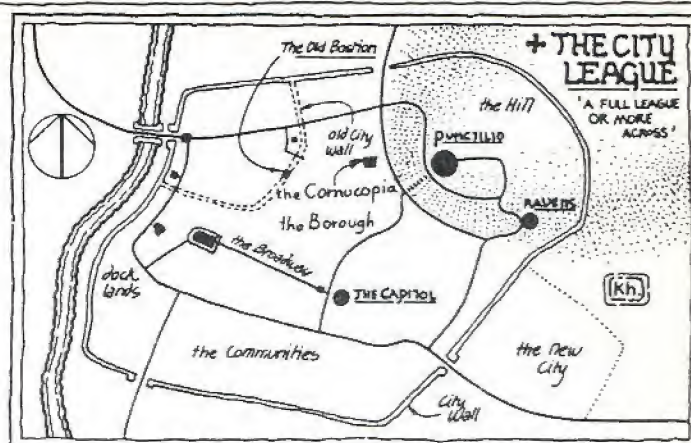 + THE CITY
LEAGUE
'A FULL LEAGUE
OR MORE
ACROSS'
The Old Bastion
the Hill
old City
Wall
PUNCTILIO
the Cornucopia
RAVENS
the Borough
the Broadway
dock
lands
THE CAPITOL
Kh.
the Communities
the New
City
City
Wall